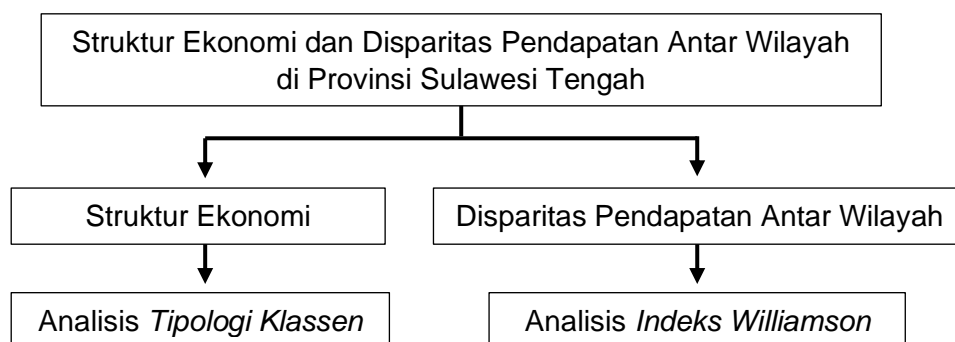 Struktur Ekonomi dan Disparitas Pendapatan Antar Wilayah
di Provinsi Sulawesi Tengah
Struktur Ekonomi
Disparitas Pendapatan Antar Wilayah
Analisis Tipologi Klassen
Analisis Indeks Williamson